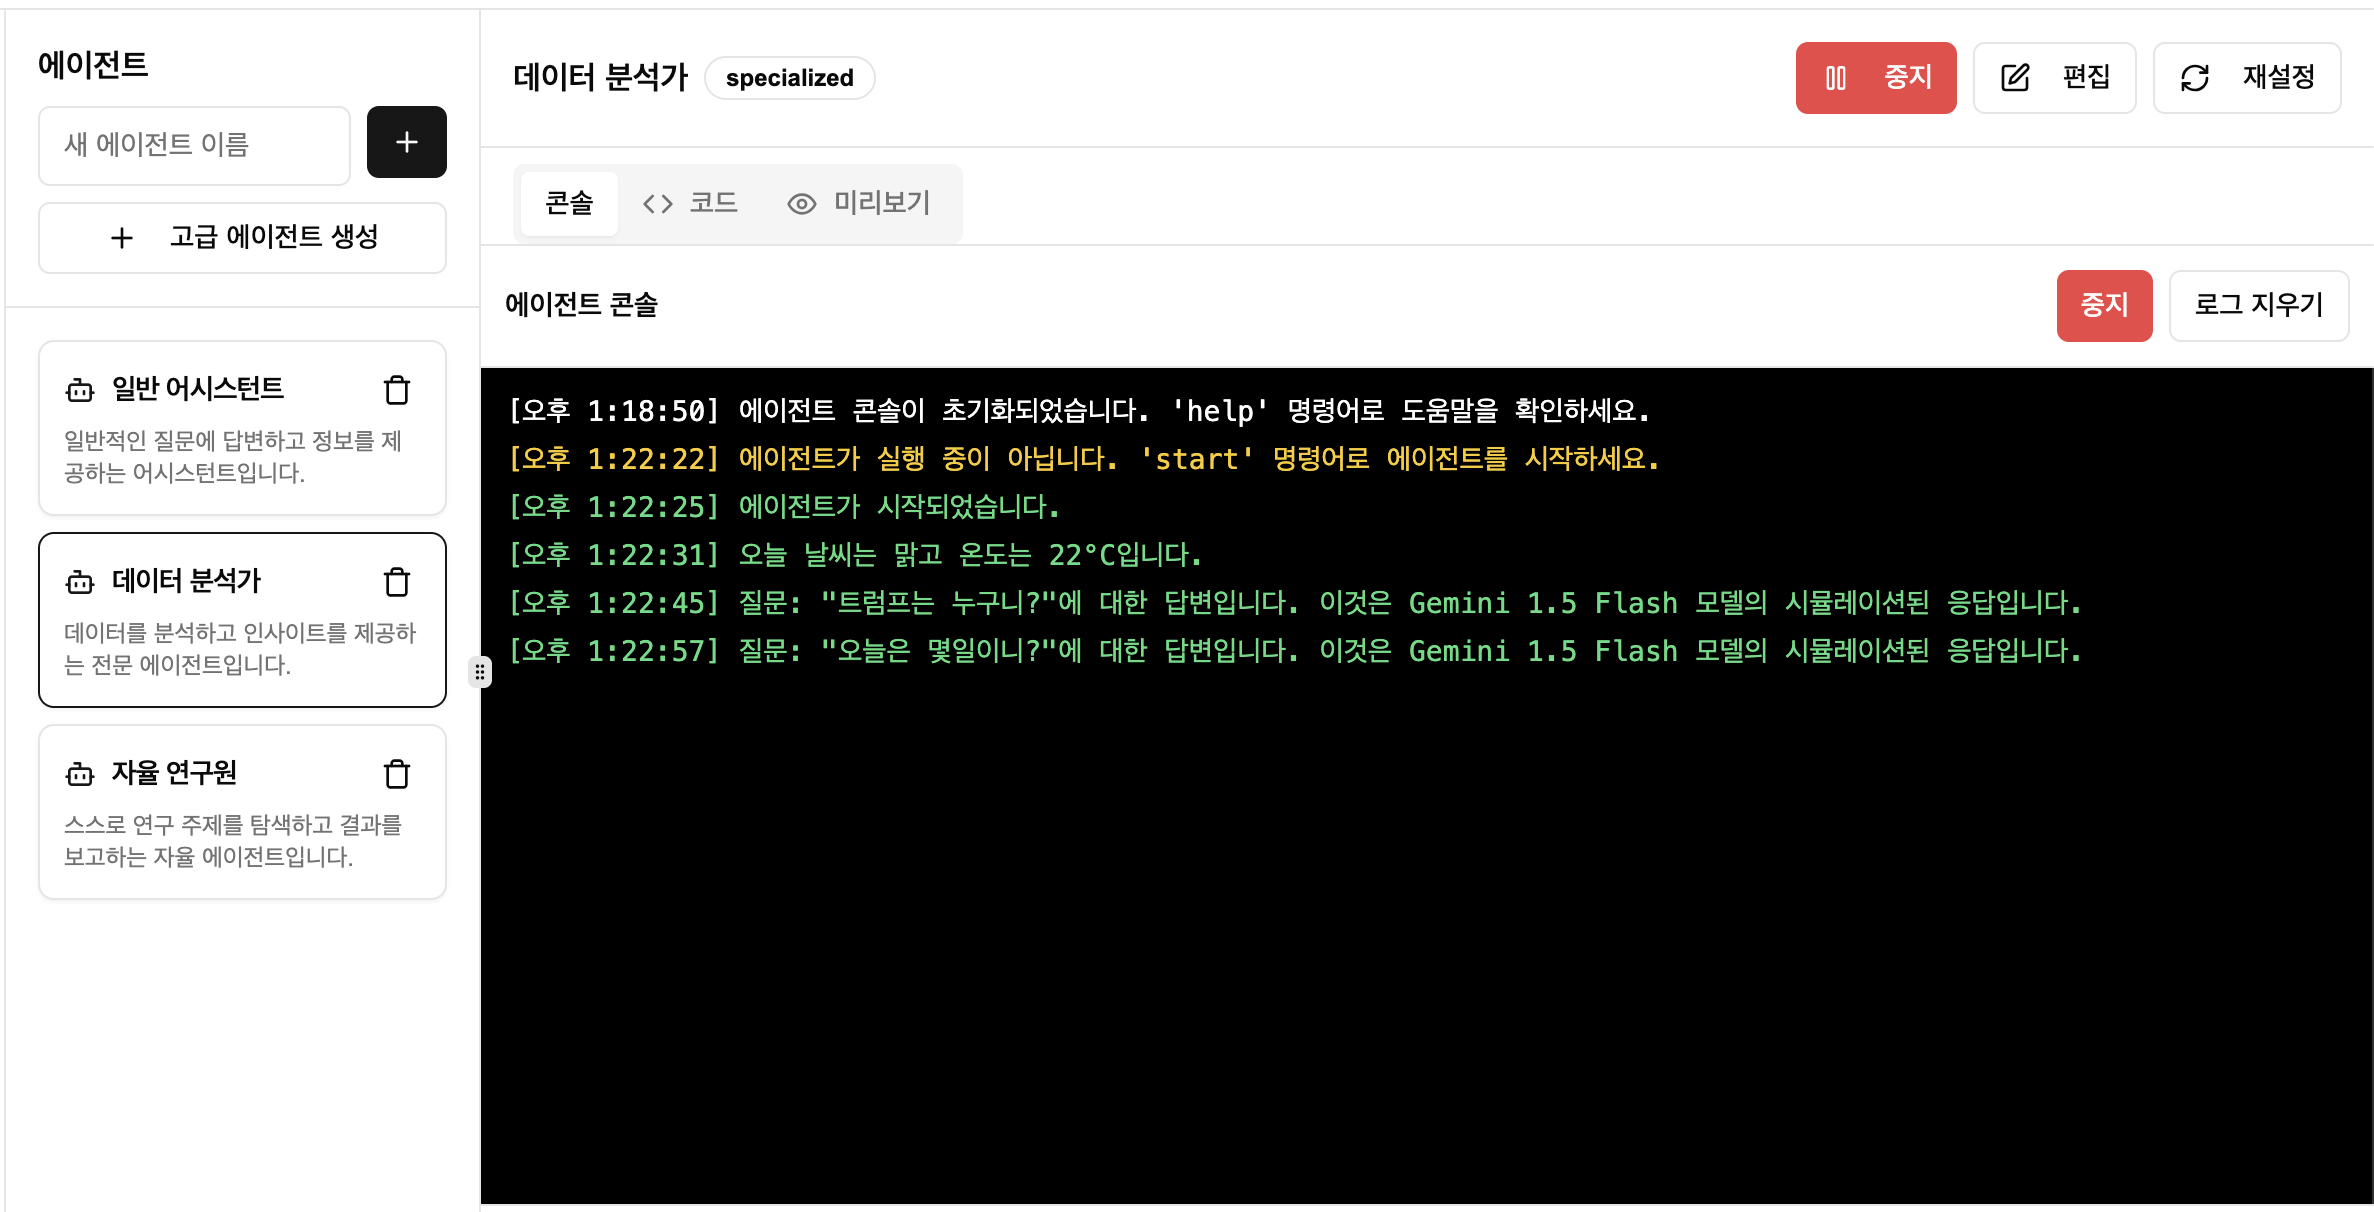 에이전트
새 에이전트 이름
고급 에이전트 생성
일반 어시스턴트
일반적인 질문에 답변하고 정보를 제
공하는 어시스턴트입니다.
데이터 분석가
데이터를 분석하고 인사이트를 제공하
는 전문 에이전트입니다.
자율 연구원
스스로 연구 주제를 탐색하고 결과를
보고하는 자율 에이전트입니다.
데이터 분석가 specialized
중지 편집 재설정
콘솔 코드 미리보기
에이전트 콘솔
중지 로그 지우기
[오후 1:18:50] 에이전트 콘솔이 초기화되었습니다. 'help' 명령어로 도움말을 확인하세요.
[오후 1:22:22] 에이전트가 실행 중이 아닙니다. 'start' 명령어로 에이전트를 시작하세요.
[오후 1:22:25] 에이전트가 시작되었습니다.
[오후 1:22:31] 오늘 날씨는 맑고 온도는 22°C입니다.
[오후 1:22:45] 질문: "트럼프는 누구니?"에 대한 답변입니다. 이것은 Gemini 1.5 Flash 모델의 시뮬레이션된 응답입니다.
[오후 1:22:57] 질문: "오늘은 몇일이니?"에 대한 답변입니다. 이것은 Gemini 1.5 Flash 모델의 시뮬레이션된 응답입니다.